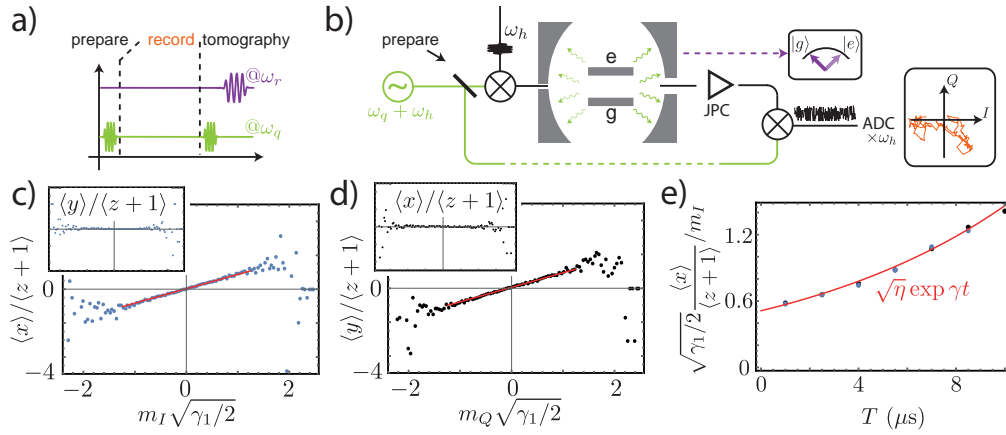 a)
prepare record tomography
@ω_r
@ω_q
b)
prepare
ω_h
ω_q + ω_h
e
g
JPC
|g⟩ |e⟩
ADC
×ω_h
Q
I
c)
⟨y⟩/⟨z + 1⟩
⟨x⟩/⟨z + 1⟩
0
−4
−2 0 2
m_I √(γ_1/2)
d)
⟨x⟩/⟨z + 1⟩
⟨y⟩/⟨z + 1⟩
0
−4
−2 0 2
m_Q √(γ_1/2)
e)
√(γ_1/2) ⟨x⟩/⟨z + 1⟩ /m_I
1.2
0.6
0
√η exp γt
0 4 8
T (μs)